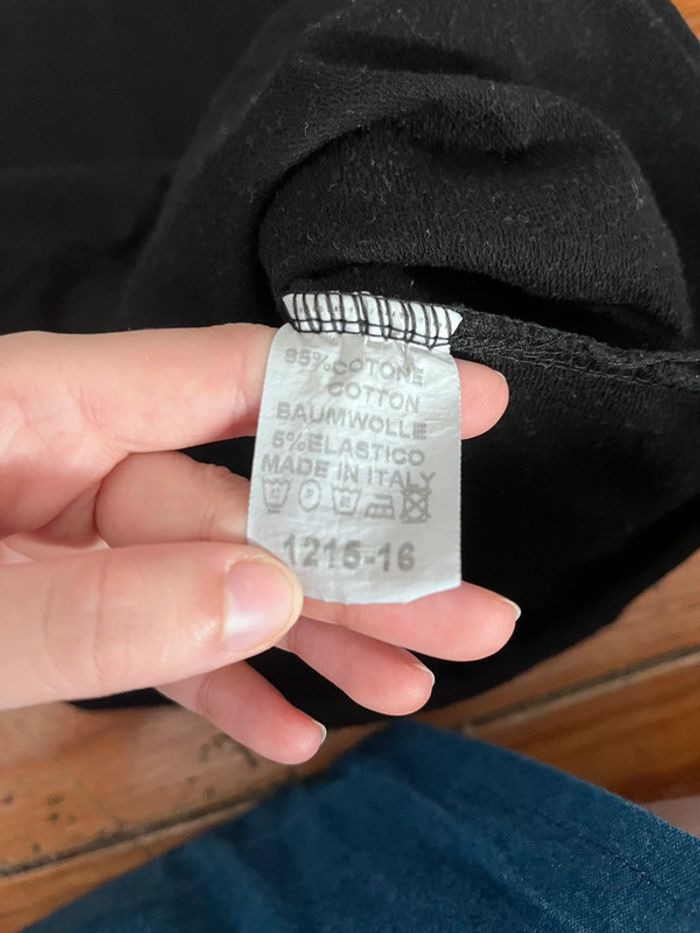 95%COTONE
COTTON
BAUMWOLLE
5%ELASTICO
MADE IN ITALY
1215-16